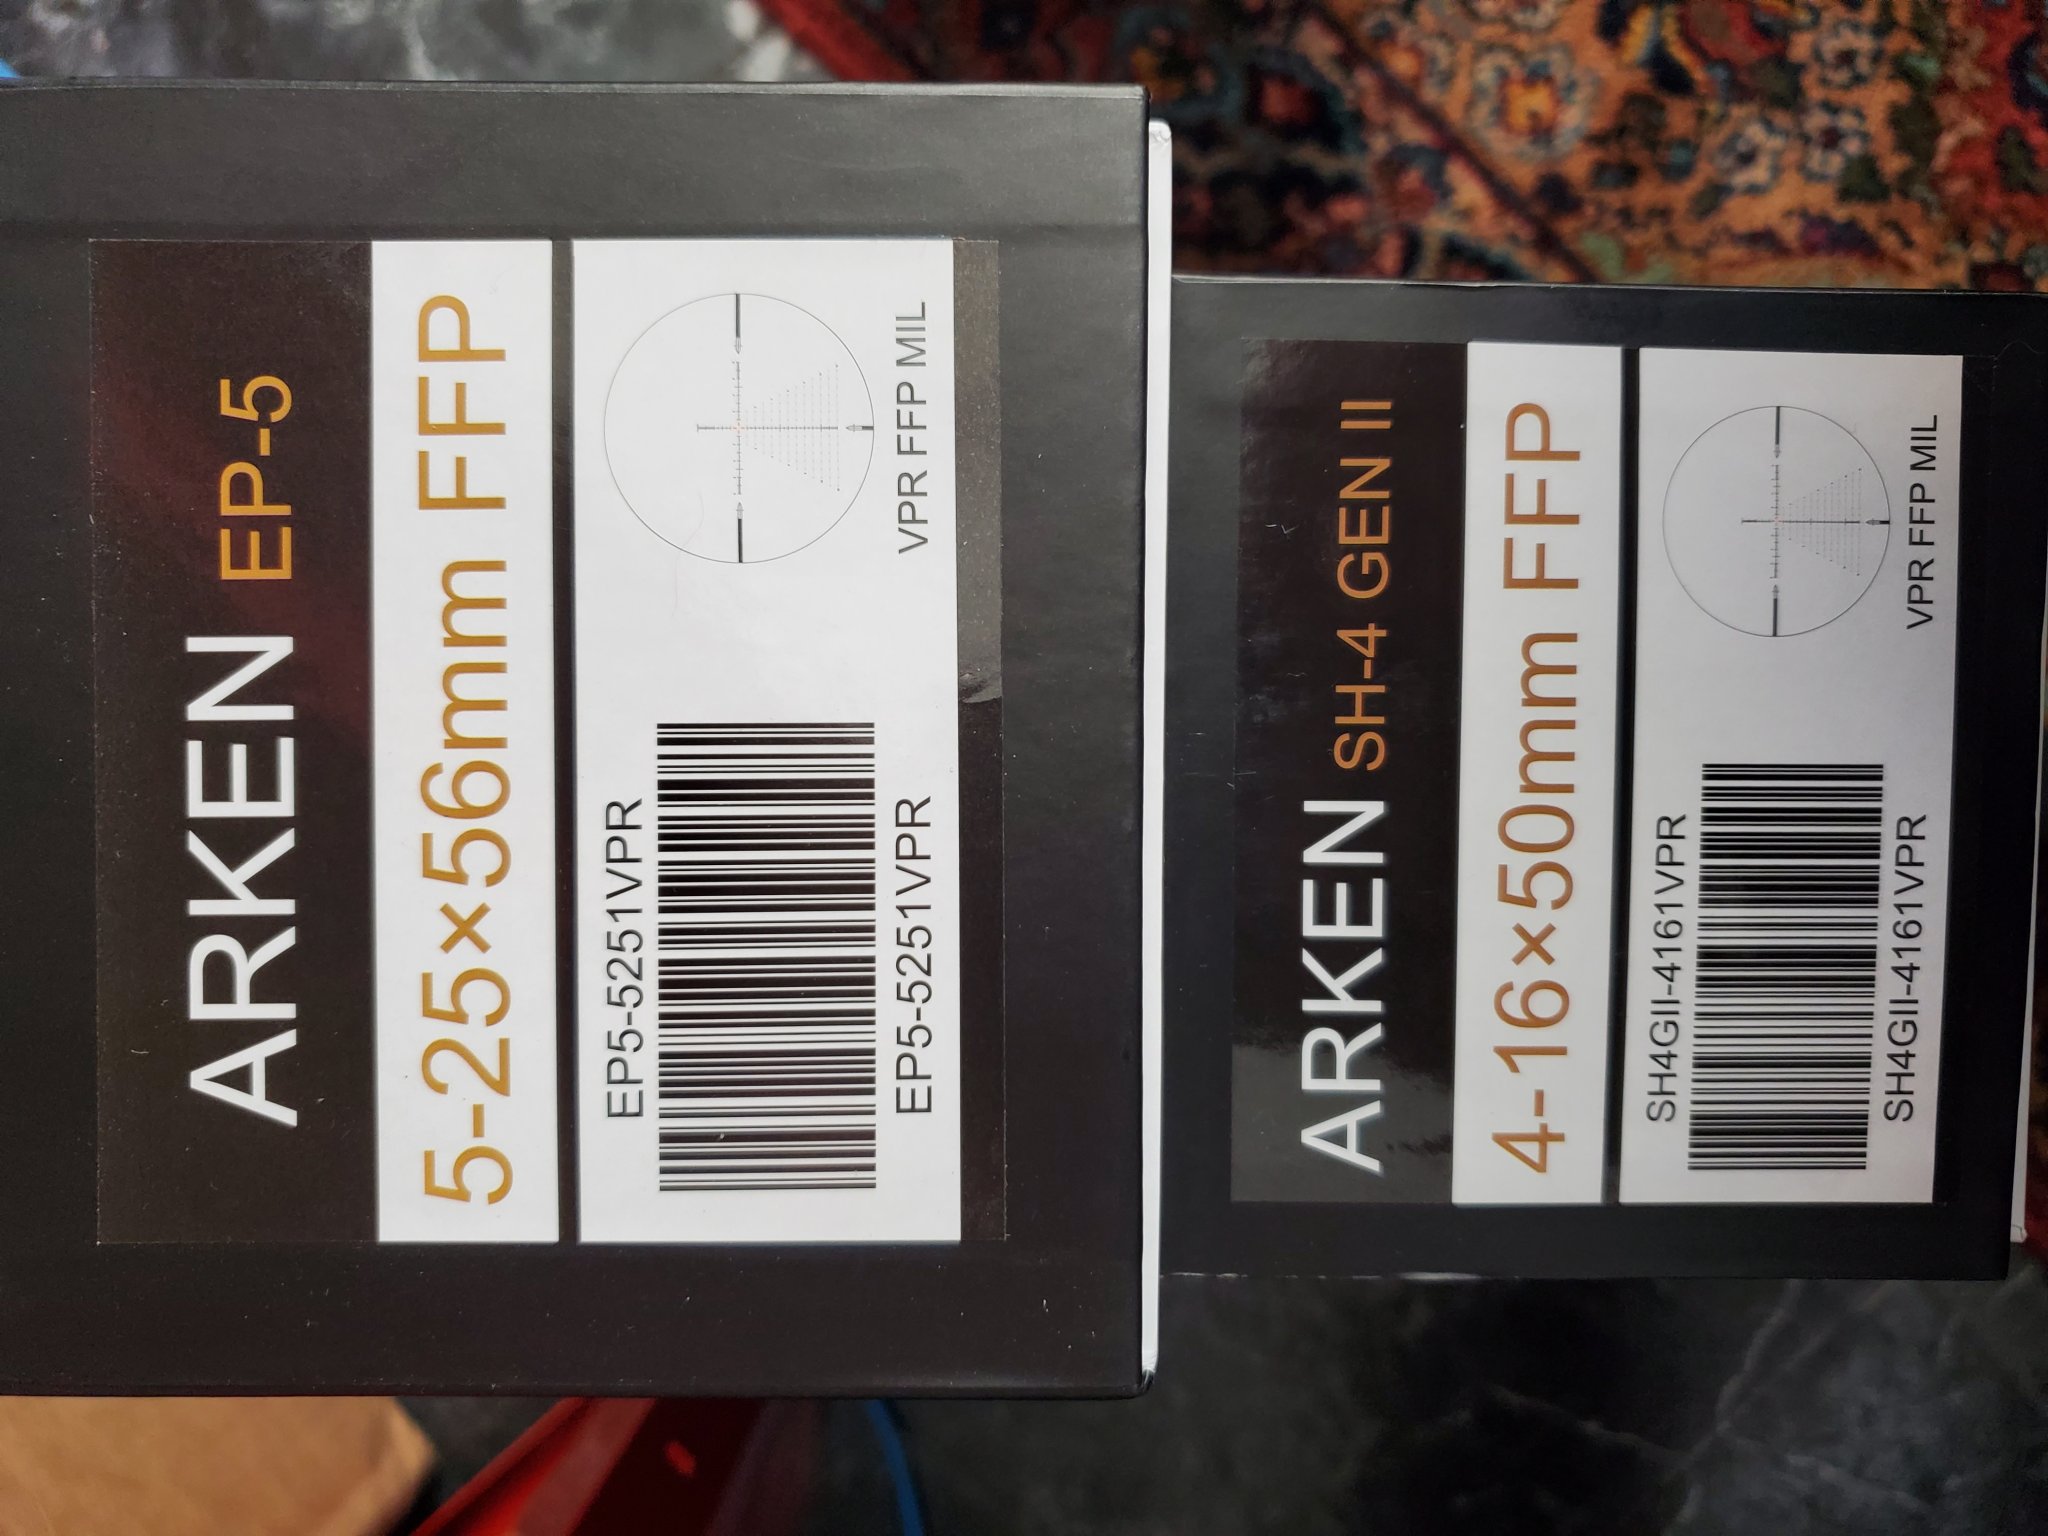 ARKEN EP-5
5-25×56mm FFP
EP5-5251VPR
EP5-5251VPR
VPR FFP MIL
ARKEN SH-4 GEN II
4-16×50mm FFP
SH4GII-4161VPR
SH4GII-4161VPR
VPR FFP MIL